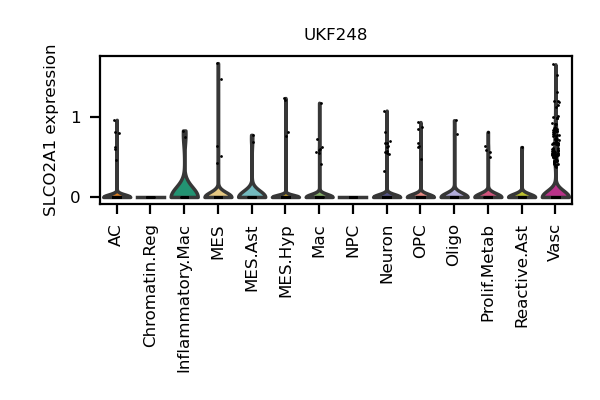 UKF248
SLCO2A1 expression
1
0
AC
Chromatin.Reg
Inflammatory.Mac
MES
MES.Ast
MES.Hyp
Mac
NPC
Neuron
OPC
Oligo
Prolif.Metab
Reactive.Ast
Vasc